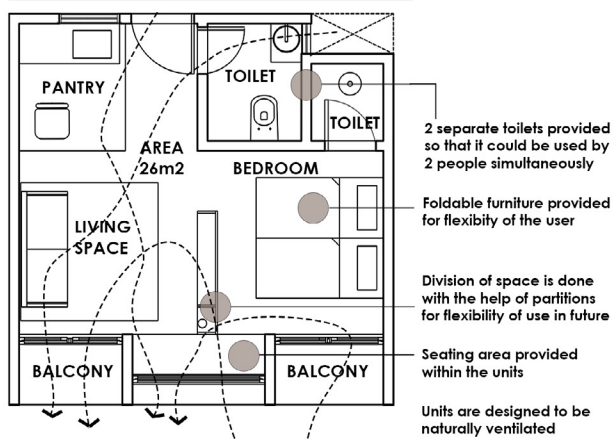 PANTRY
TOILET
TOILET
AREA
26m2
BEDROOM
LIVING
SPACE
BALCONY
BALCONY
2 separate toilets provided
so that it could be used by
2 people simultaneously
Foldable furniture provided
for flexibity of the user
Division of space is done
with the help of partitions
for flexibility of use in future
Seating area provided
within the units
Units are designed to be
naturally ventilated